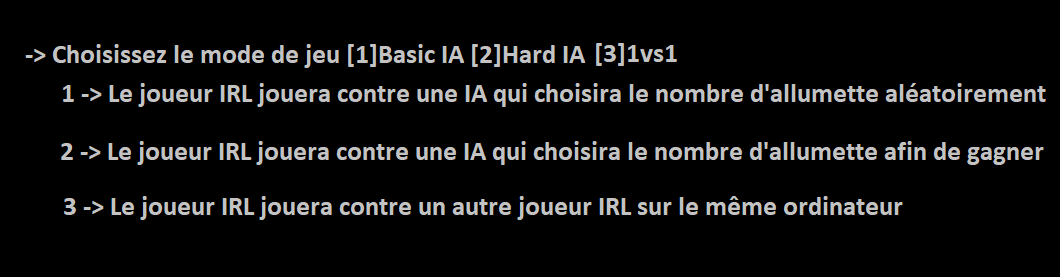 -> Choisissez le mode de jeu [1]Basic IA [2]Hard IA [3]1vs1
1 -> Le joueur IRL jouera contre une IA qui choisira le nombre d'allumette aléatoirement
2 -> Le joueur IRL jouera contre une IA qui choisira le nombre d'allumette afin de gagner
3 -> Le joueur IRL jouera contre un autre joueur IRL sur le même ordinateur